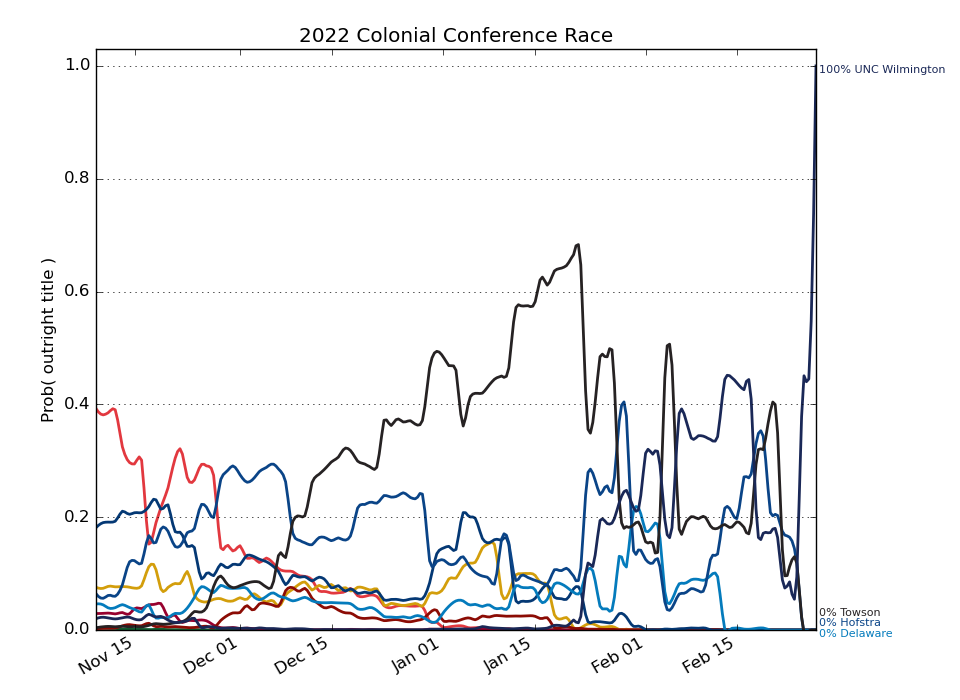 2022 Colonial Conference Race
Prob( outright title )
1.0
0.8
0.6
0.4
0.2
0.0
Nov 15
Dec 01
Dec 15
Jan 01
Jan 15
Feb 01
Feb 15
100% UNC Wilmington
0% Towson
0% Hofstra
0% Delaware